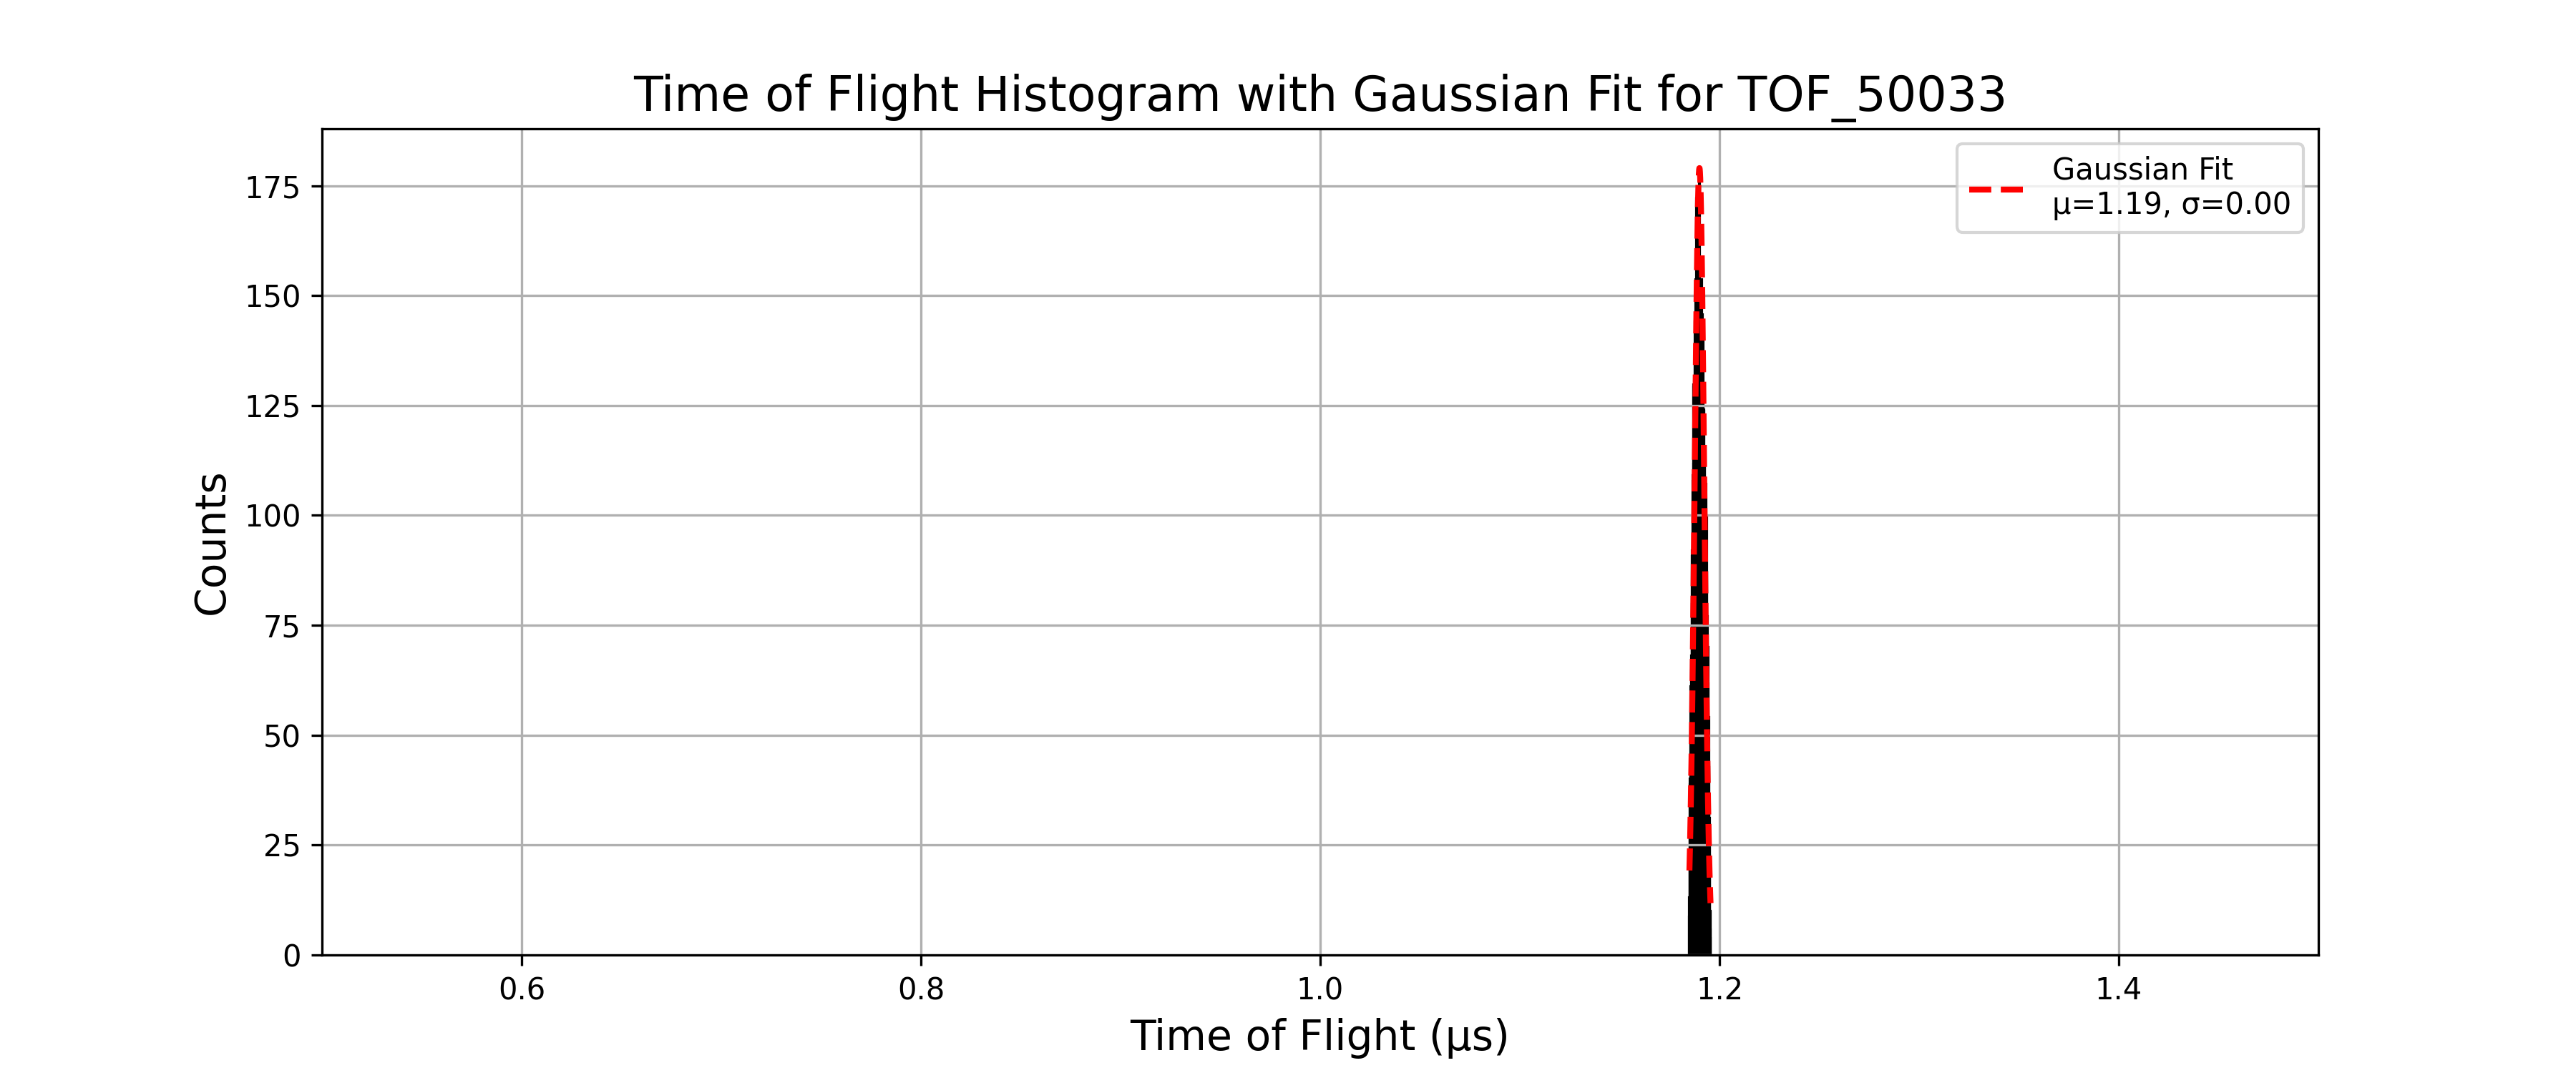 Time of Flight Histogram with Gaussian Fit for TOF_50033
Gaussian Fit
μ=1.19, σ=0.00
175
150
125
100
75
50
25
0
Counts
0.6
0.8
1.0
1.2
1.4
Time of Flight (μs)